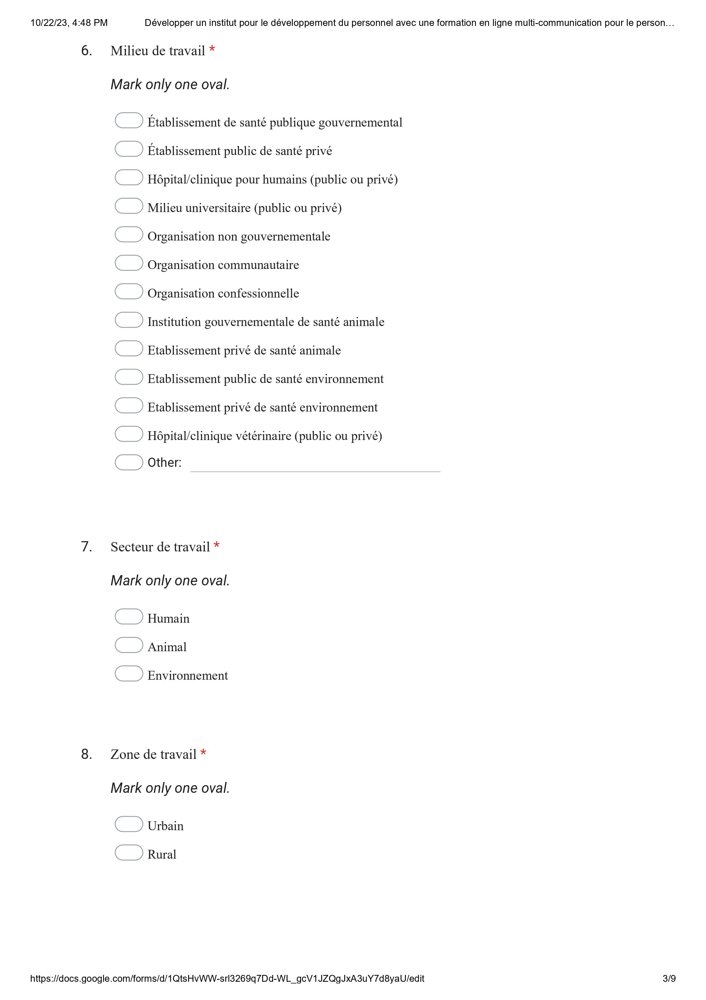 10/22/23, 4:48 PM Développer un institut pour le développement du personnel avec une formation en ligne multi-communication pour le person…
6. Milieu de travail *
Mark only one oval.
Établissement de santé publique gouvernemental
Établissement public de santé privé
Hôpital/clinique pour humains (public ou privé)
Milieu universitaire (public ou privé)
Organisation non gouvernementale
Organisation communautaire
Organisation confessionnelle
Institution gouvernementale de santé animale
Etablissement privé de santé animale
Etablissement public de santé environnement
Etablissement privé de santé environnement
Hôpital/clinique vétérinaire (public ou privé)
Other:
7. Secteur de travail *
Mark only one oval.
Humain
Animal
Environnement
8. Zone de travail *
Mark only one oval.
Urbain
Rural
https://docs.google.com/forms/d/1QtsHvWW-srl3269q7Dd-WL_gcV1JZQgJxA3uY7d8yaU/edit 3/9